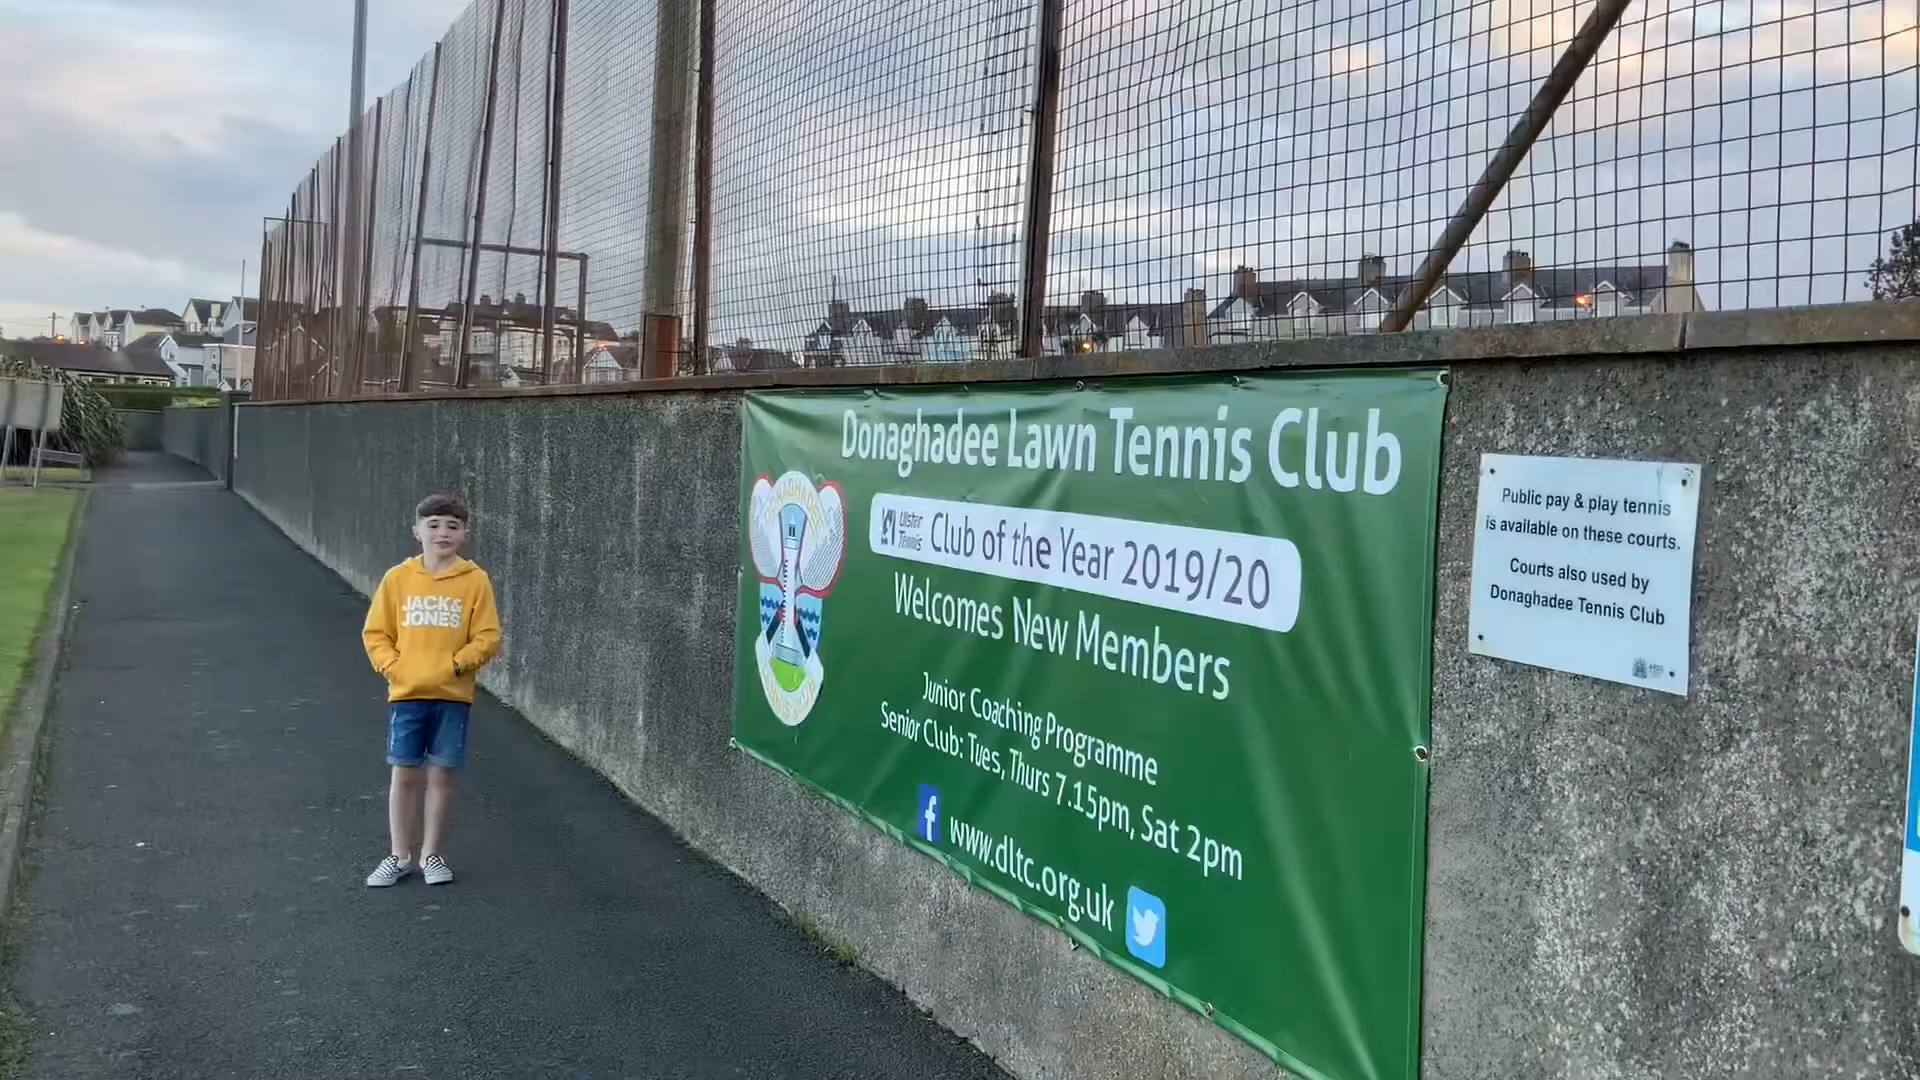 JACK&
JONES
Donaghadee Lawn Tennis Club
DONAGHADEE
Ulster
Tennis
Club of the Year 2019/20
Welcomes New Members
Junior Coaching Programme
Senior Club: Tues, Thurs 7.15pm, Sat 2pm
f www.dltc.org.uk
Public pay & play tennis
is available on these courts.
Courts also used by
Donaghadee Tennis Club
ARDS